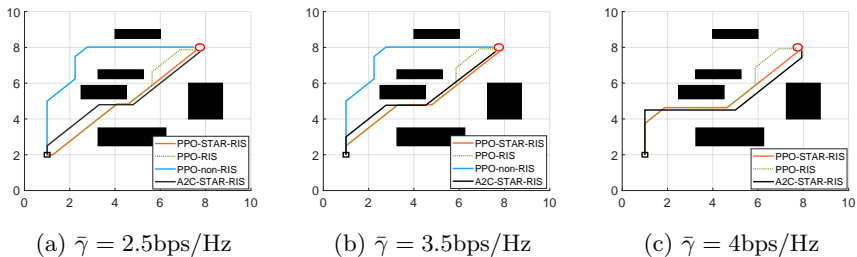 10
8
6
4
2
0
0 2 4 6 8 10
PPO-STAR-RIS
PPO-RIS
PPO-non-RIS
A2C-STAR-RIS
(a) γ̄ = 2.5bps/Hz
10
8
6
4
2
0
0 2 4 6 8 10
PPO-STAR-RIS
PPO-RIS
PPO-non-RIS
A2C-STAR-RIS
(b) γ̄ = 3.5bps/Hz
10
8
6
4
2
0
0 2 4 6 8 10
PPO-STAR-RIS
PPO-RIS
A2C-STAR-RIS
(c) γ̄ = 4bps/Hz